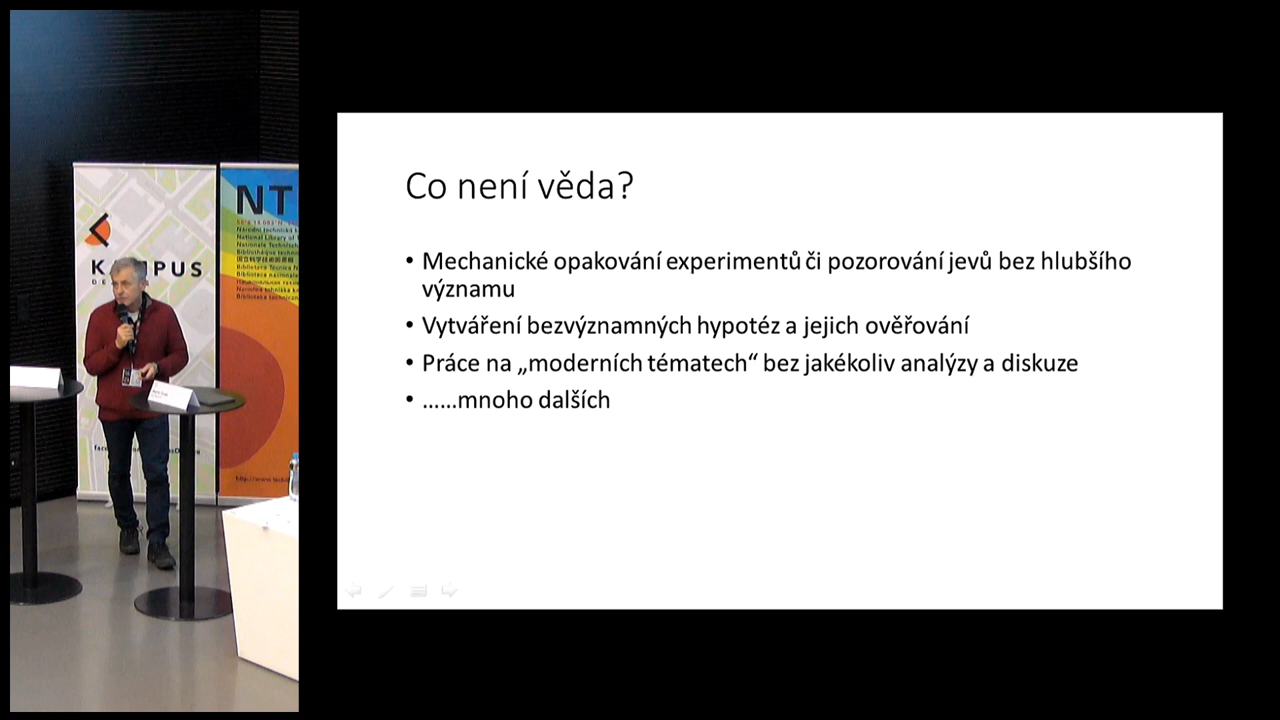 KAMPUS
NT
Co není věda?
• Mechanické opakování experimentů či pozorování jevů bez hlubšího
významu
• Vytváření bezvýznamných hypotéz a jejich ověřování
• Práce na „moderních tématech“ bez jakékoliv analýzy a diskuze
• ……mnoho dalších